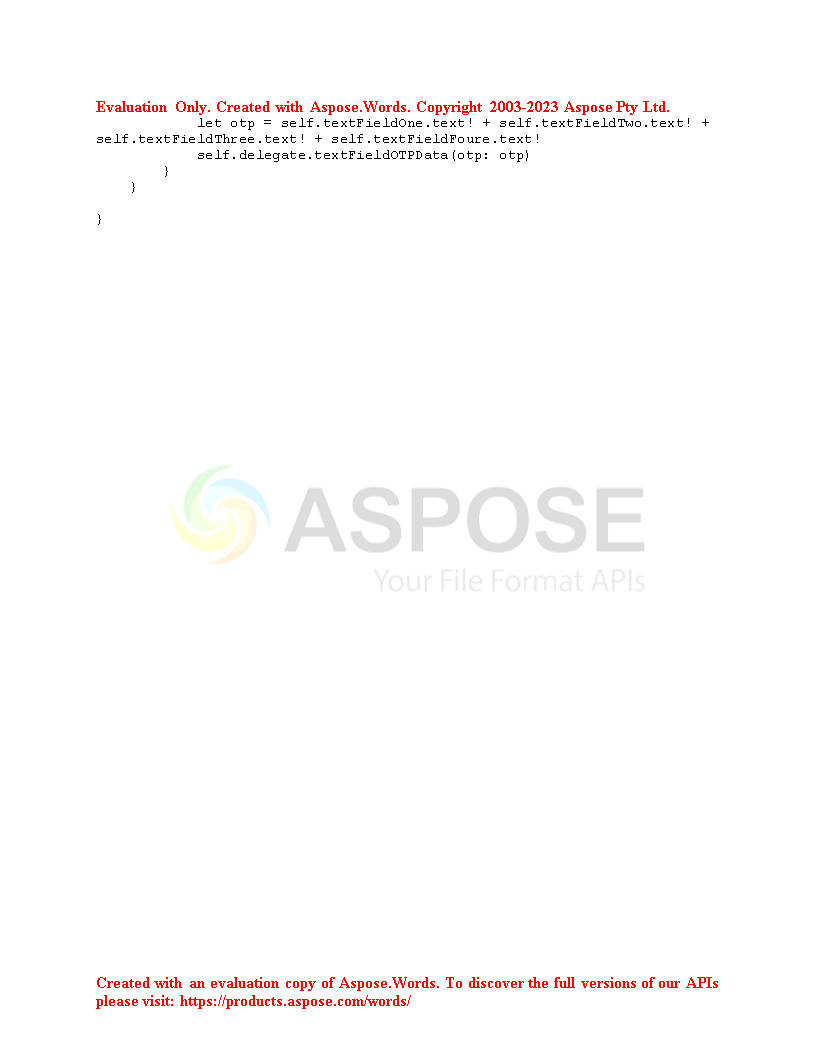 Evaluation Only. Created with Aspose.Words. Copyright 2003-2023 Aspose Pty Ltd.
            let otp = self.textFieldOne.text! + self.textFieldTwo.text! +
self.textFieldThree.text! + self.textFieldFoure.text!
            self.delegate.textFieldOTPData(otp: otp)
        }
    }
}
ASPOSE
Your File Format APIs
Created with an evaluation copy of Aspose.Words. To discover the full versions of our APIs
please visit: https://products.aspose.com/words/